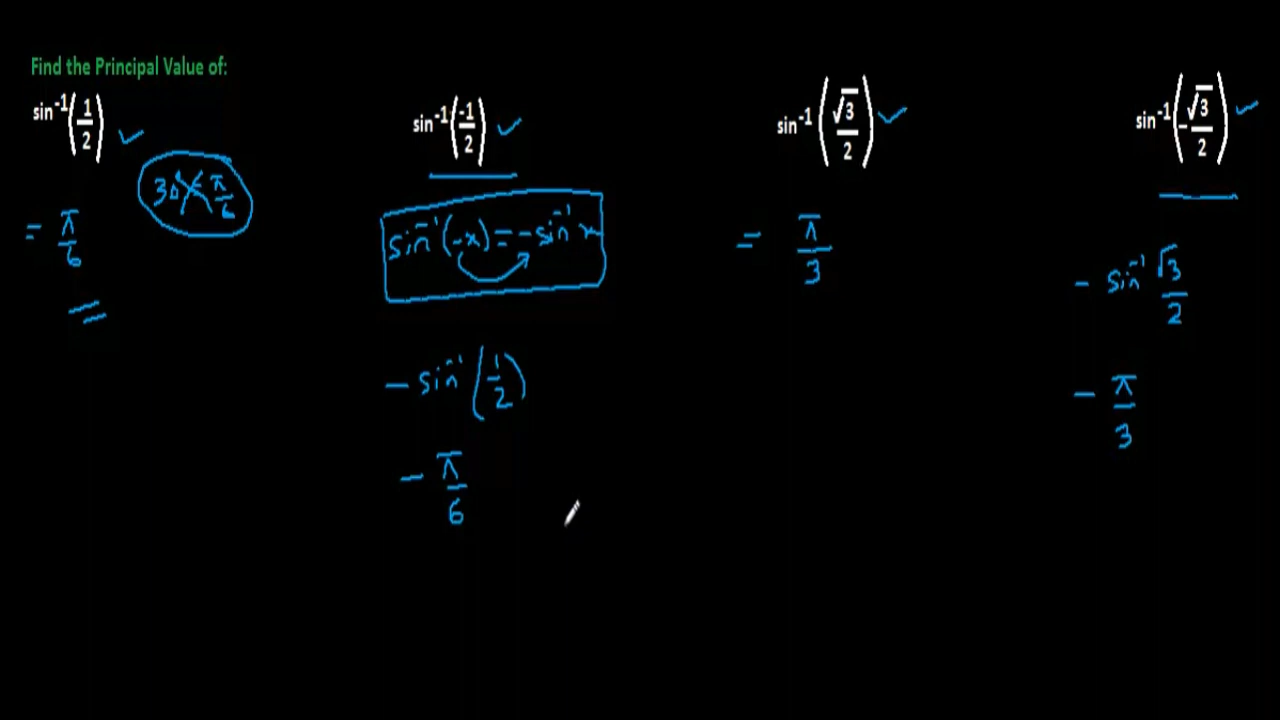 Find the Principal Value of:
sin⁻¹(1/2)
30° = π/6
= π/6
sin⁻¹(-1/2)
sin⁻¹(-x) = - sin⁻¹x
- sin⁻¹(1/2)
- π/6
sin⁻¹(√3/2)
= π/3
sin⁻¹(-√3/2)
- sin⁻¹ √3/2
- π/3